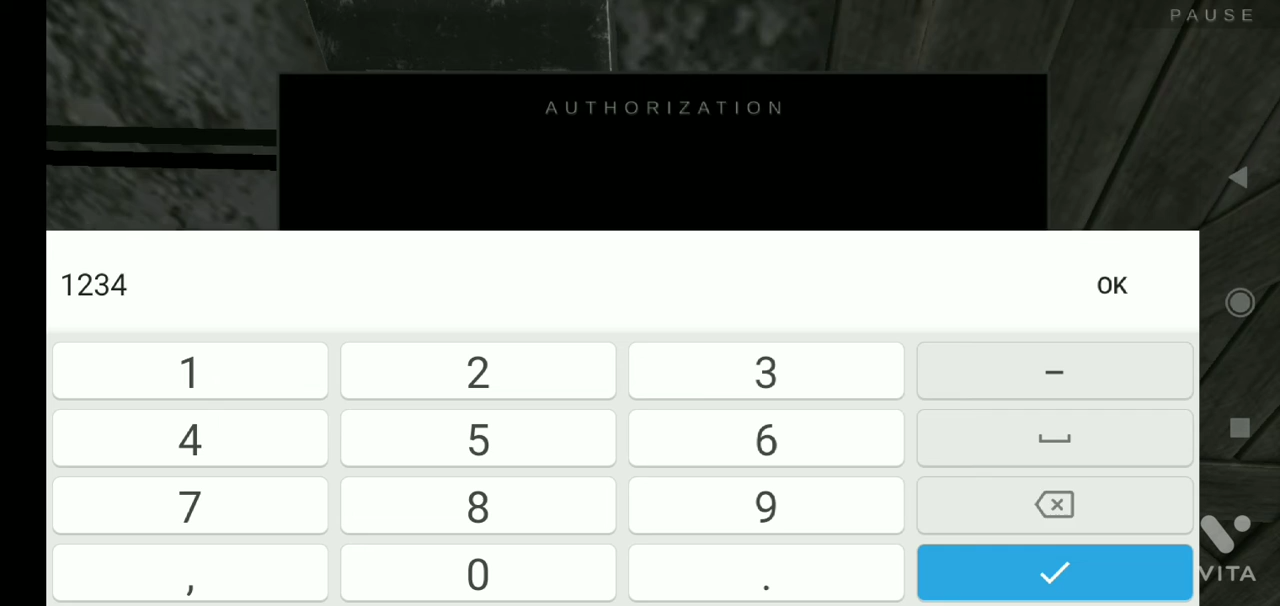 PAUSE
AUTHORIZATION
1234 OK
1 2 3 –
4 5 6
7 8 9
, 0 .
VITA